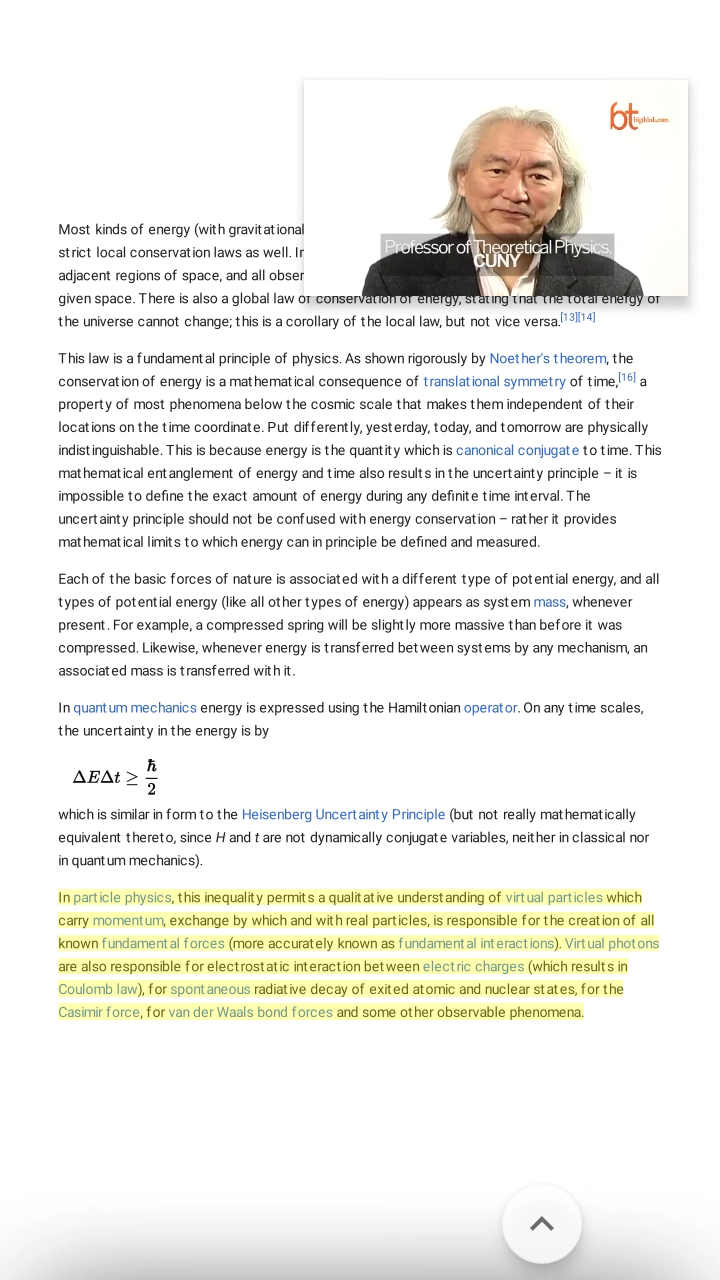 bt
bigthink.com
Professor of Theoretical Physics,
CUNY
Most kinds of energy (with gravitational
strict local conservation laws as well. In
adjacent regions of space, and all obser
given space. There is also a global law of conservation of energy, stating that the total energy of
the universe cannot change; this is a corollary of the local law, but not vice versa.[13][14]
This law is a fundamental principle of physics. As shown rigorously by Noether's theorem, the
conservation of energy is a mathematical consequence of translational symmetry of time,[16] a
property of most phenomena below the cosmic scale that makes them independent of their
locations on the time coordinate. Put differently, yesterday, today, and tomorrow are physically
indistinguishable. This is because energy is the quantity which is canonical conjugate to time. This
mathematical entanglement of energy and time also results in the uncertainty principle – it is
impossible to define the exact amount of energy during any definite time interval. The
uncertainty principle should not be confused with energy conservation – rather it provides
mathematical limits to which energy can in principle be defined and measured.
Each of the basic forces of nature is associated with a different type of potential energy, and all
types of potential energy (like all other types of energy) appears as system mass, whenever
present. For example, a compressed spring will be slightly more massive than before it was
compressed. Likewise, whenever energy is transferred between systems by any mechanism, an
associated mass is transferred with it.
In quantum mechanics energy is expressed using the Hamiltonian operator. On any time scales,
the uncertainty in the energy is by
ΔEΔt ≥ ħ/2
which is similar in form to the Heisenberg Uncertainty Principle (but not really mathematically
equivalent thereto, since H and t are not dynamically conjugate variables, neither in classical nor
in quantum mechanics).
In particle physics, this inequality permits a qualitative understanding of virtual particles which
carry momentum, exchange by which and with real particles, is responsible for the creation of all
known fundamental forces (more accurately known as fundamental interactions). Virtual photons
are also responsible for electrostatic interaction between electric charges (which results in
Coulomb law), for spontaneous radiative decay of exited atomic and nuclear states, for the
Casimir force, for van der Waals bond forces and some other observable phenomena.